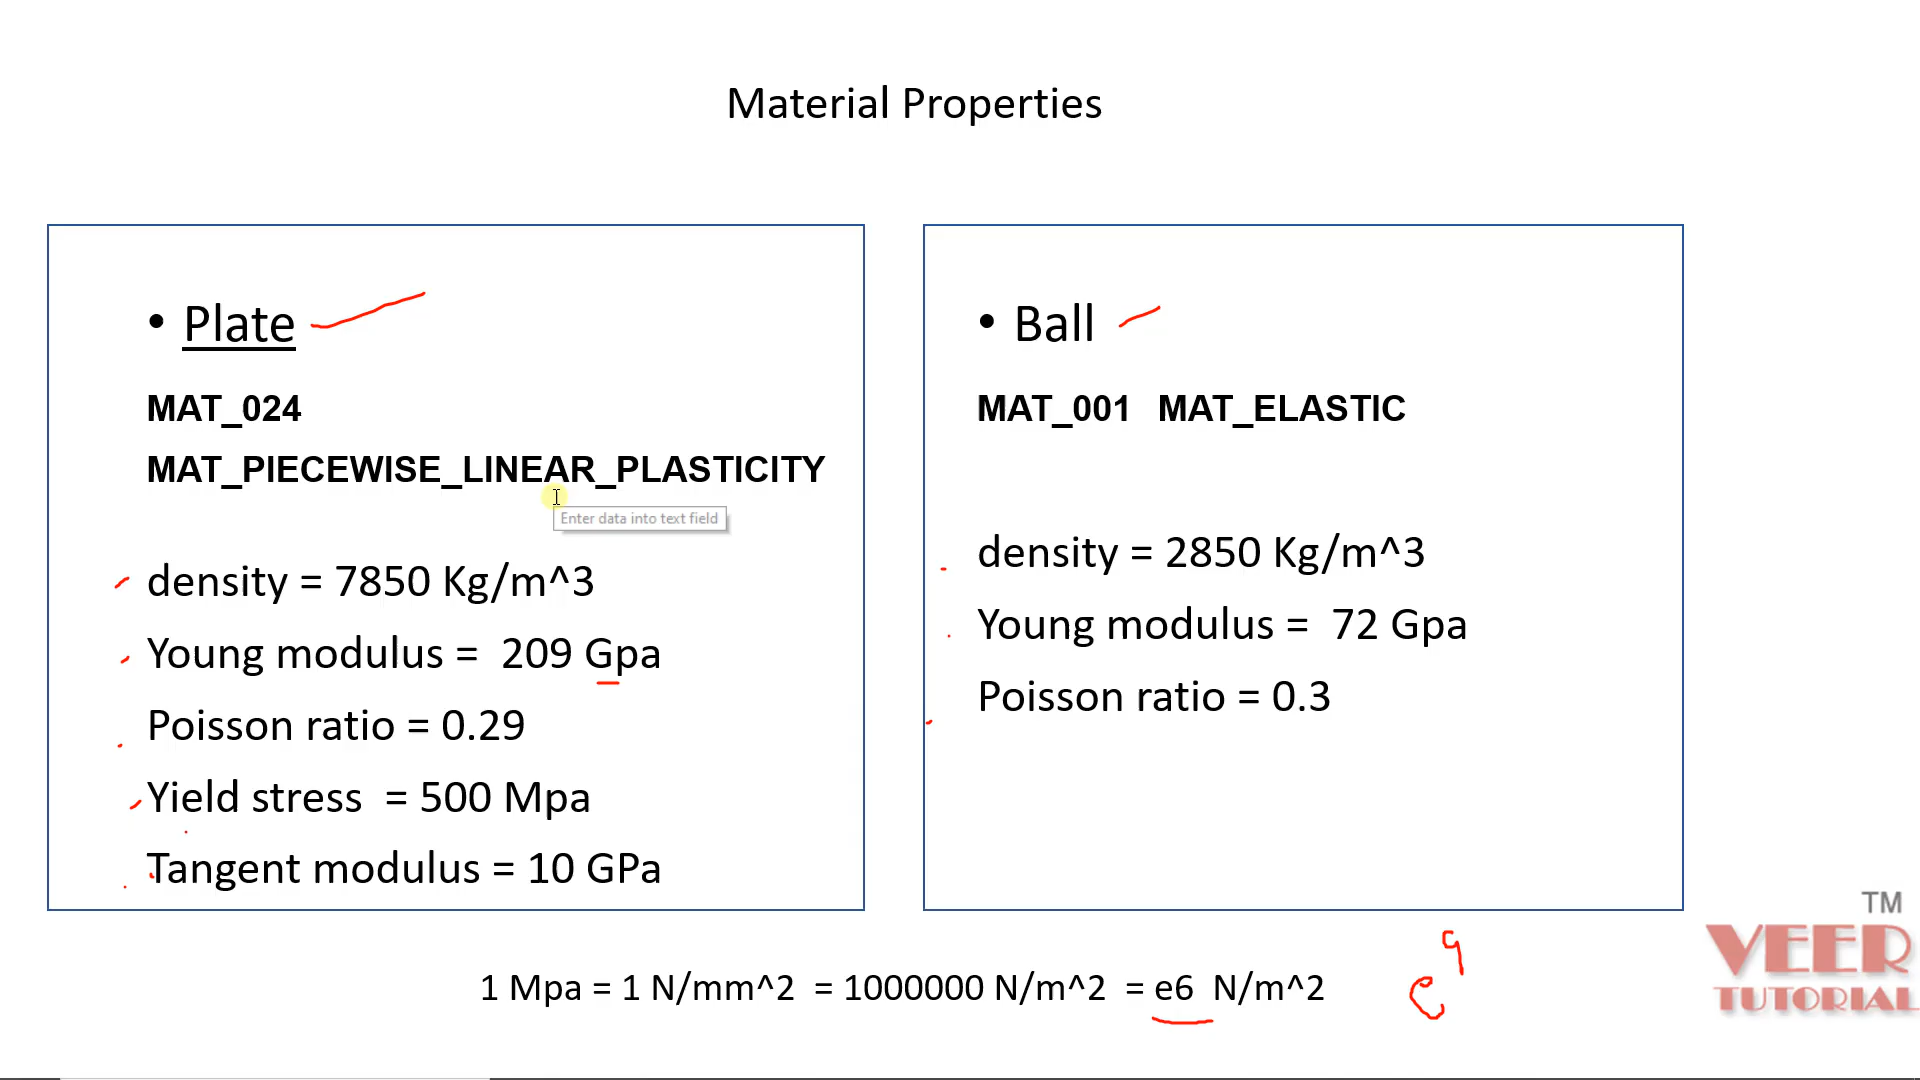 Material Properties
• Plate
MAT_024
MAT_PIECEWISE_LINEAR_PLASTICITY
Enter data into text field
density = 7850 Kg/m^3
Young modulus = 209 Gpa
Poisson ratio = 0.29
Yield stress = 500 Mpa
Tangent modulus = 10 GPa
• Ball
MAT_001 MAT_ELASTIC
density = 2850 Kg/m^3
Young modulus = 72 Gpa
Poisson ratio = 0.3
1 Mpa = 1 N/mm^2 = 1000000 N/m^2 = e6 N/m^2
e9
TM
VEER
TUTORIAL